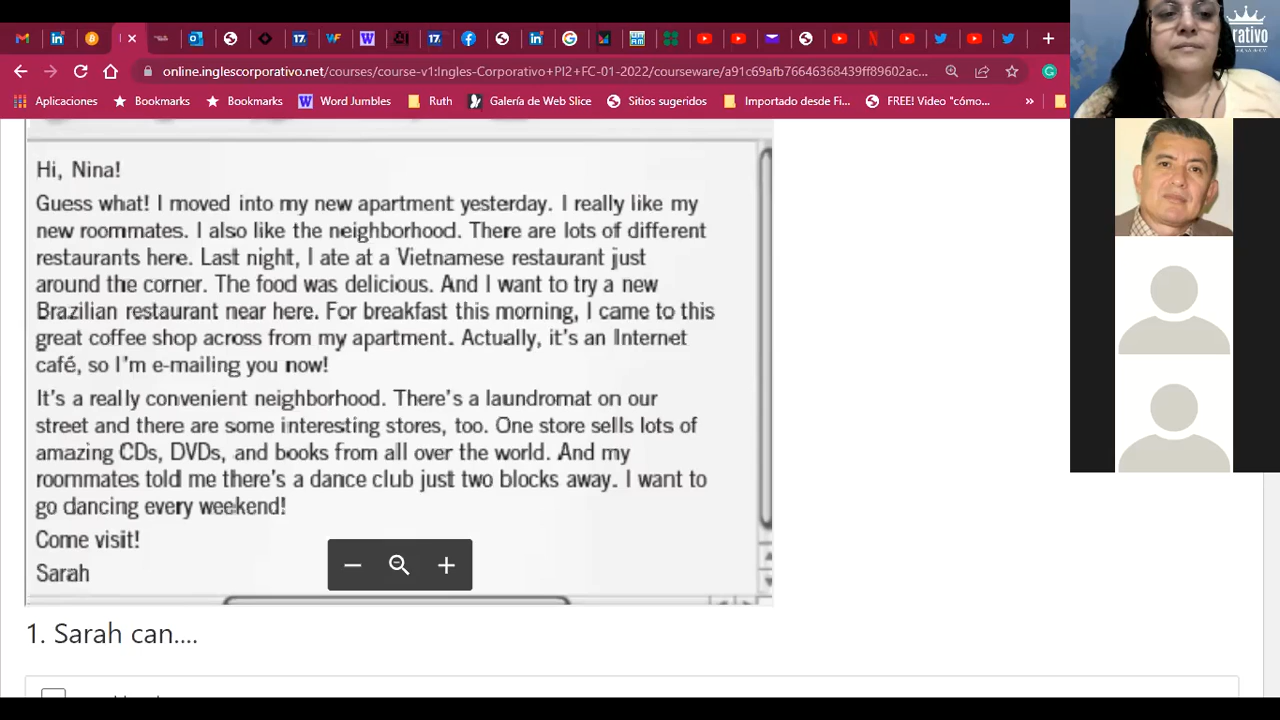 online.inglescorporativo.net/courses/course-v1:Ingles-Corporativo+PI2+FC-01-2022/courseware/a91c69afb76646368439ff89602ac...
Aplicaciones Bookmarks Bookmarks Word Jumbles Ruth Galería de Web Slice Sitios sugeridos Importado desde Fi... FREE! Video "cómo... »
rativo
Hi, Nina!
Guess what! I moved into my new apartment yesterday. I really like my
new roommates. I also like the neighborhood. There are lots of different
restaurants here. Last night, I ate at a Vietnamese restaurant just
around the corner. The food was delicious. And I want to try a new
Brazilian restaurant near here. For breakfast this morning, I came to this
great coffee shop across from my apartment. Actually, it's an Internet
café, so I'm e-mailing you now!
It's a really convenient neighborhood. There's a laundromat on our
street and there are some interesting stores, too. One store sells lots of
amazing CDs, DVDs, and books from all over the world. And my
roommates told me there's a dance club just two blocks away. I want to
go dancing every weekend!
Come visit!
Sarah
1. Sarah can....